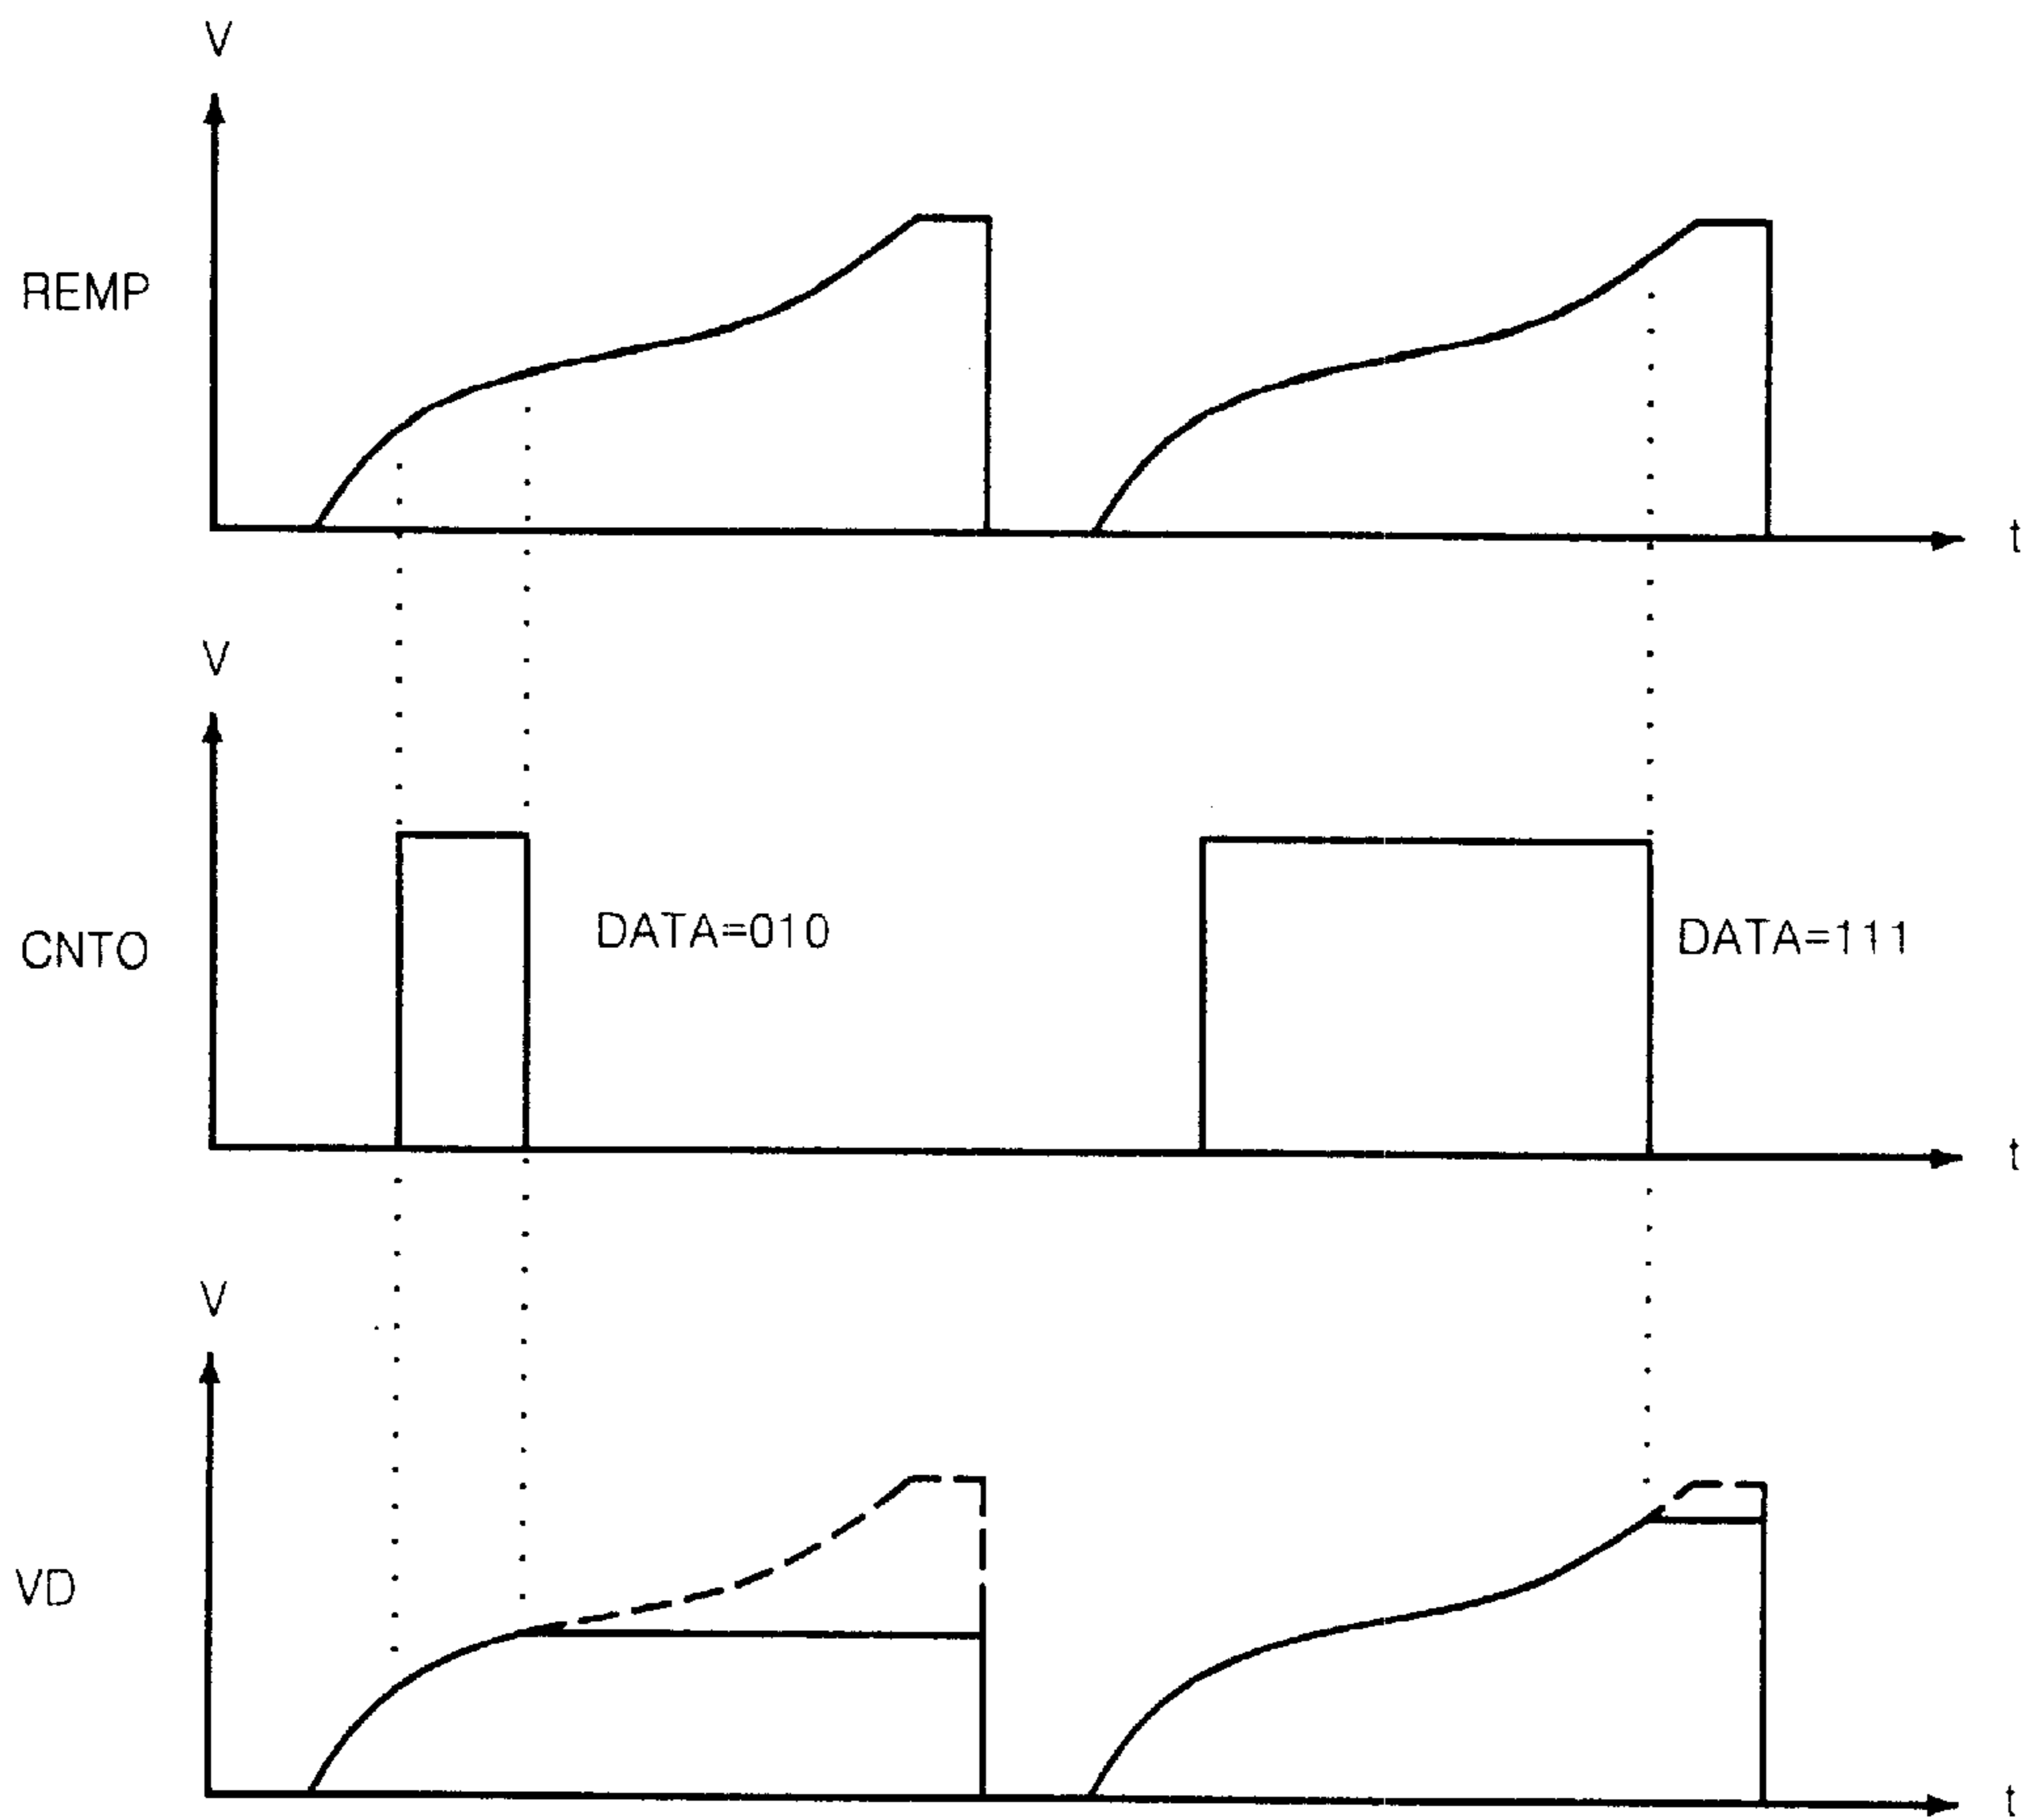 V
REMP
t
V
CNTO
DATA=010
DATA=111
t
V
VD
t